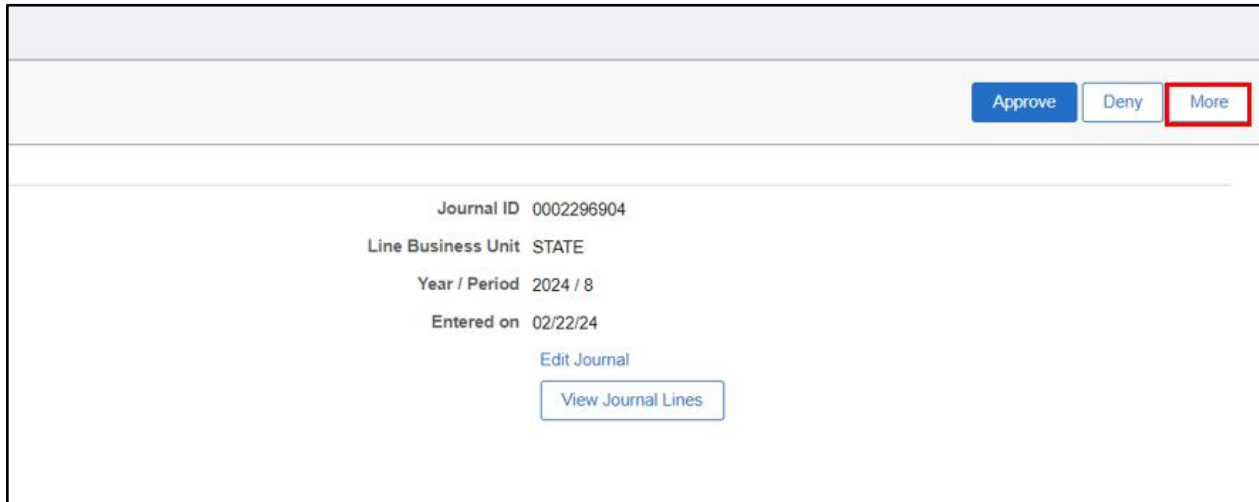 Approve Deny More
Journal ID 0002296904
Line Business Unit STATE
Year / Period 2024 / 8
Entered on 02/22/24
Edit Journal
View Journal Lines